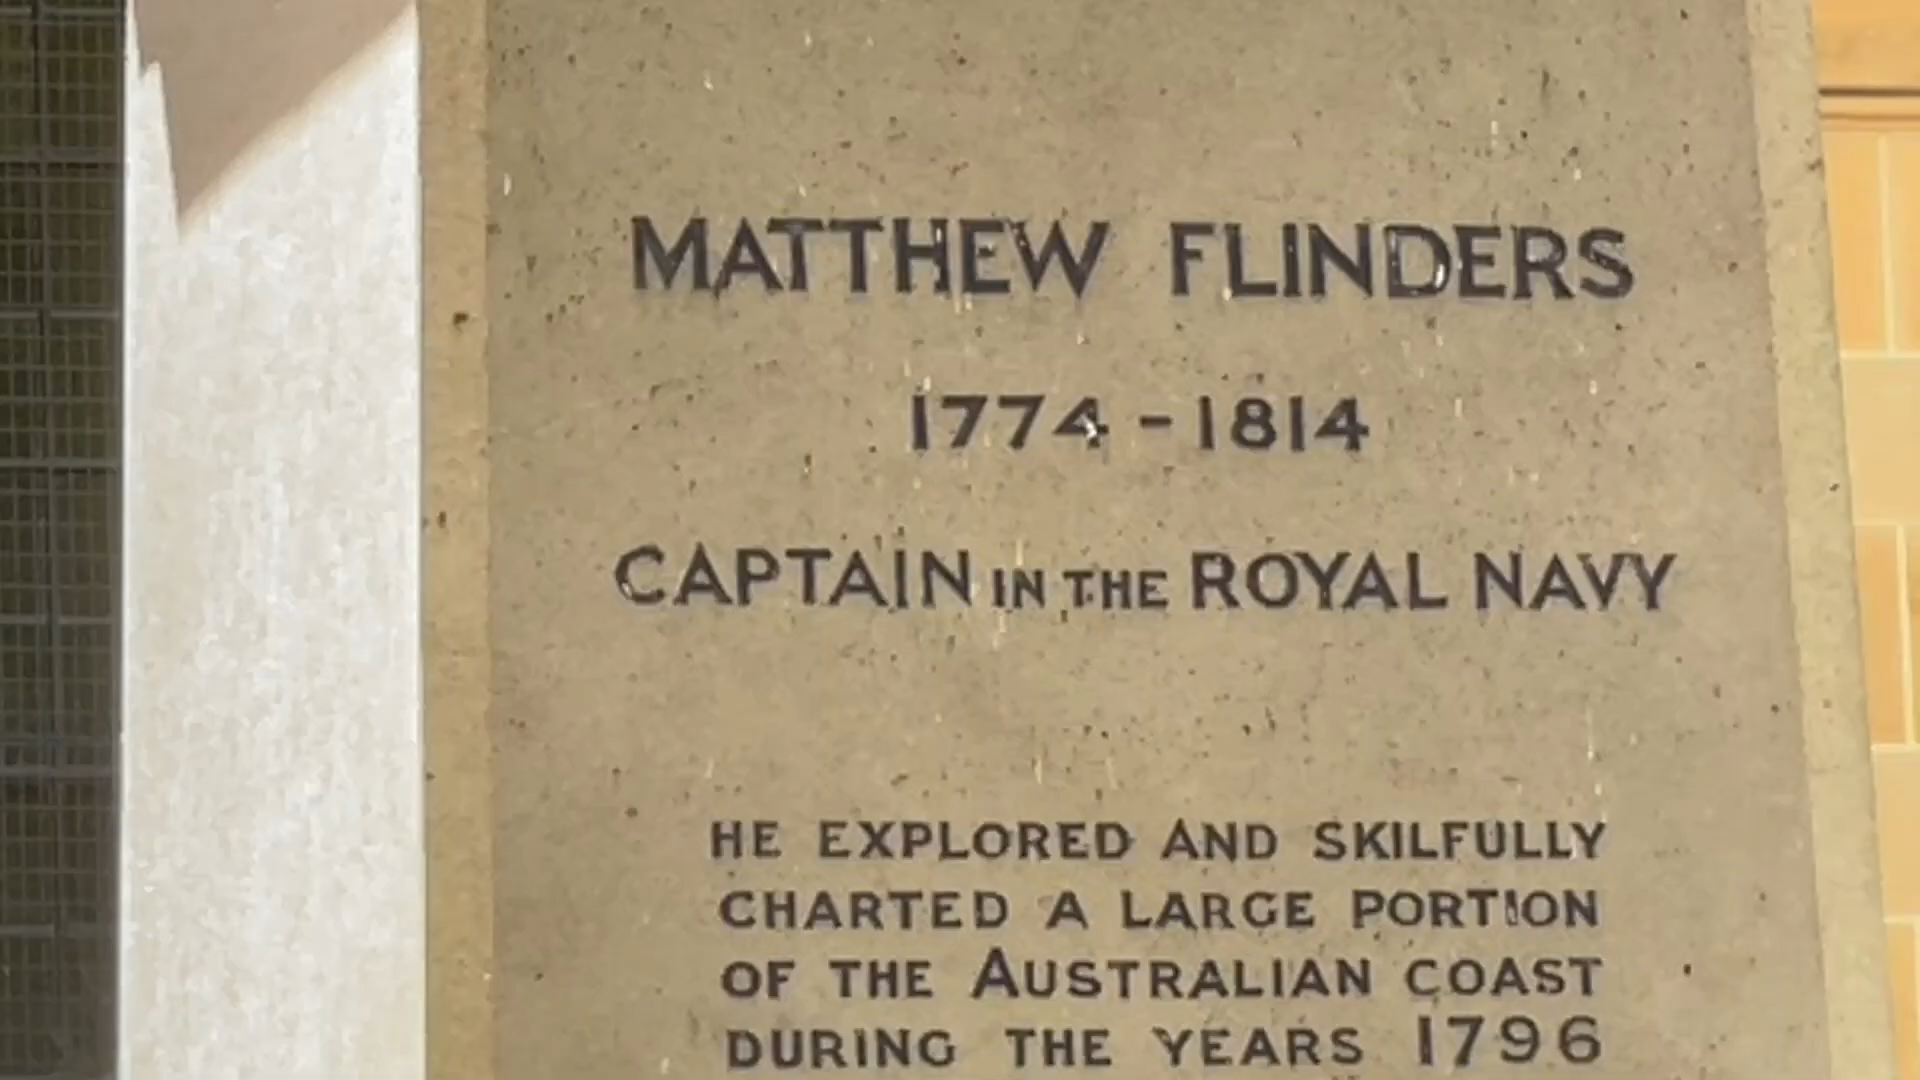 MATTHEW FLINDERS
1774 - 1814
CAPTAIN IN THE ROYAL NAVY
HE EXPLORED AND SKILFULLY
CHARTED A LARGE PORTION
OF THE AUSTRALIAN COAST
DURING THE YEARS 1796